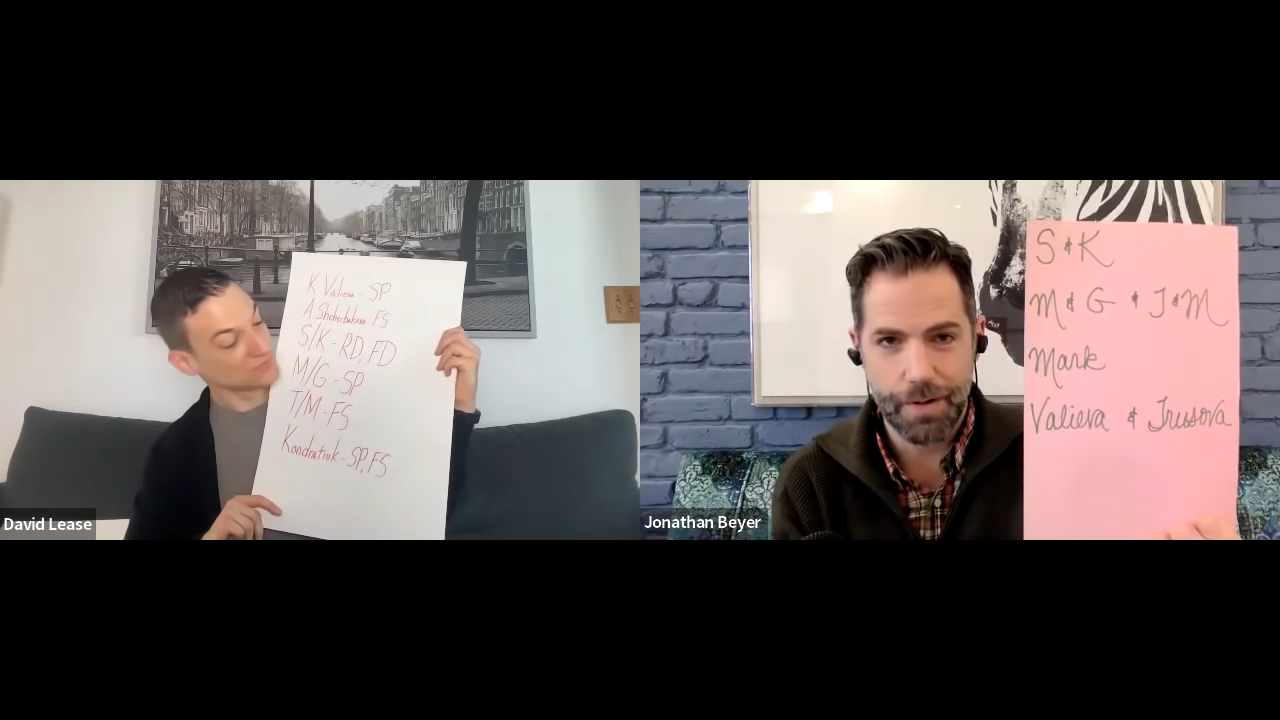 K Valieva - SP
A Shcherbakova FS
S/K - RD, FD
M/G - SP
T/M - FS
Kondratiuk - SP, FS
David Lease
S & K
M & G & T & M
Mark
Valieva & Trusova
Jonathan Beyer